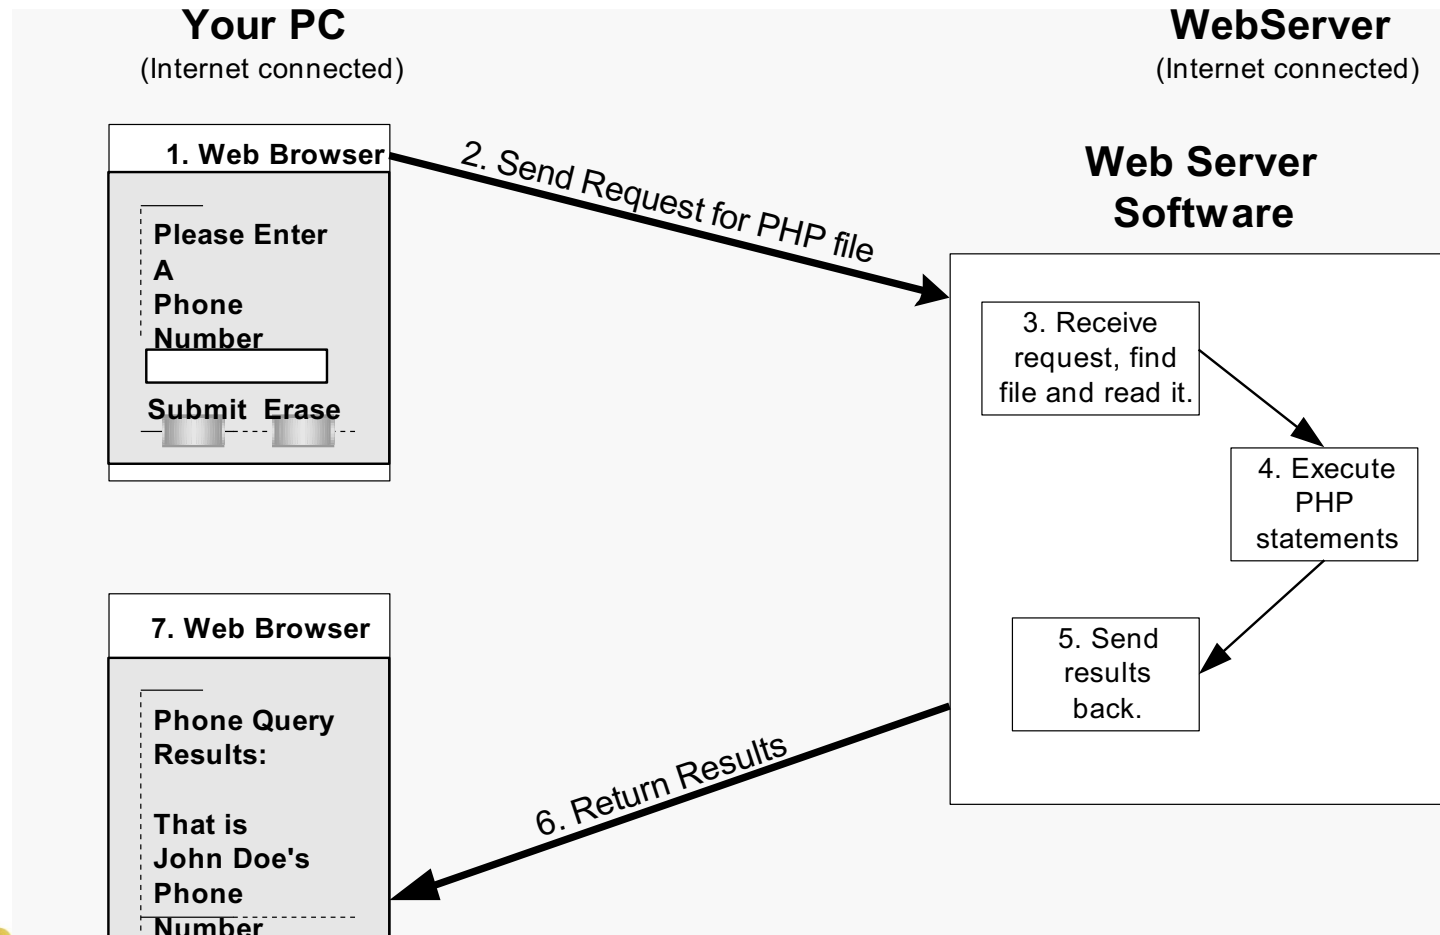 Your PC
(Internet connected)
WebServer
(Internet connected)
1. Web Browser
Please Enter
A
Phone
Number
Submit Erase
2. Send Request for PHP file
Web Server
Software
3. Receive
request, find
file and read it.
4. Execute
PHP
statements
5. Send
results
back.
6. Return Results
7. Web Browser
Phone Query
Results:
That is
John Doe's
Phone
Number